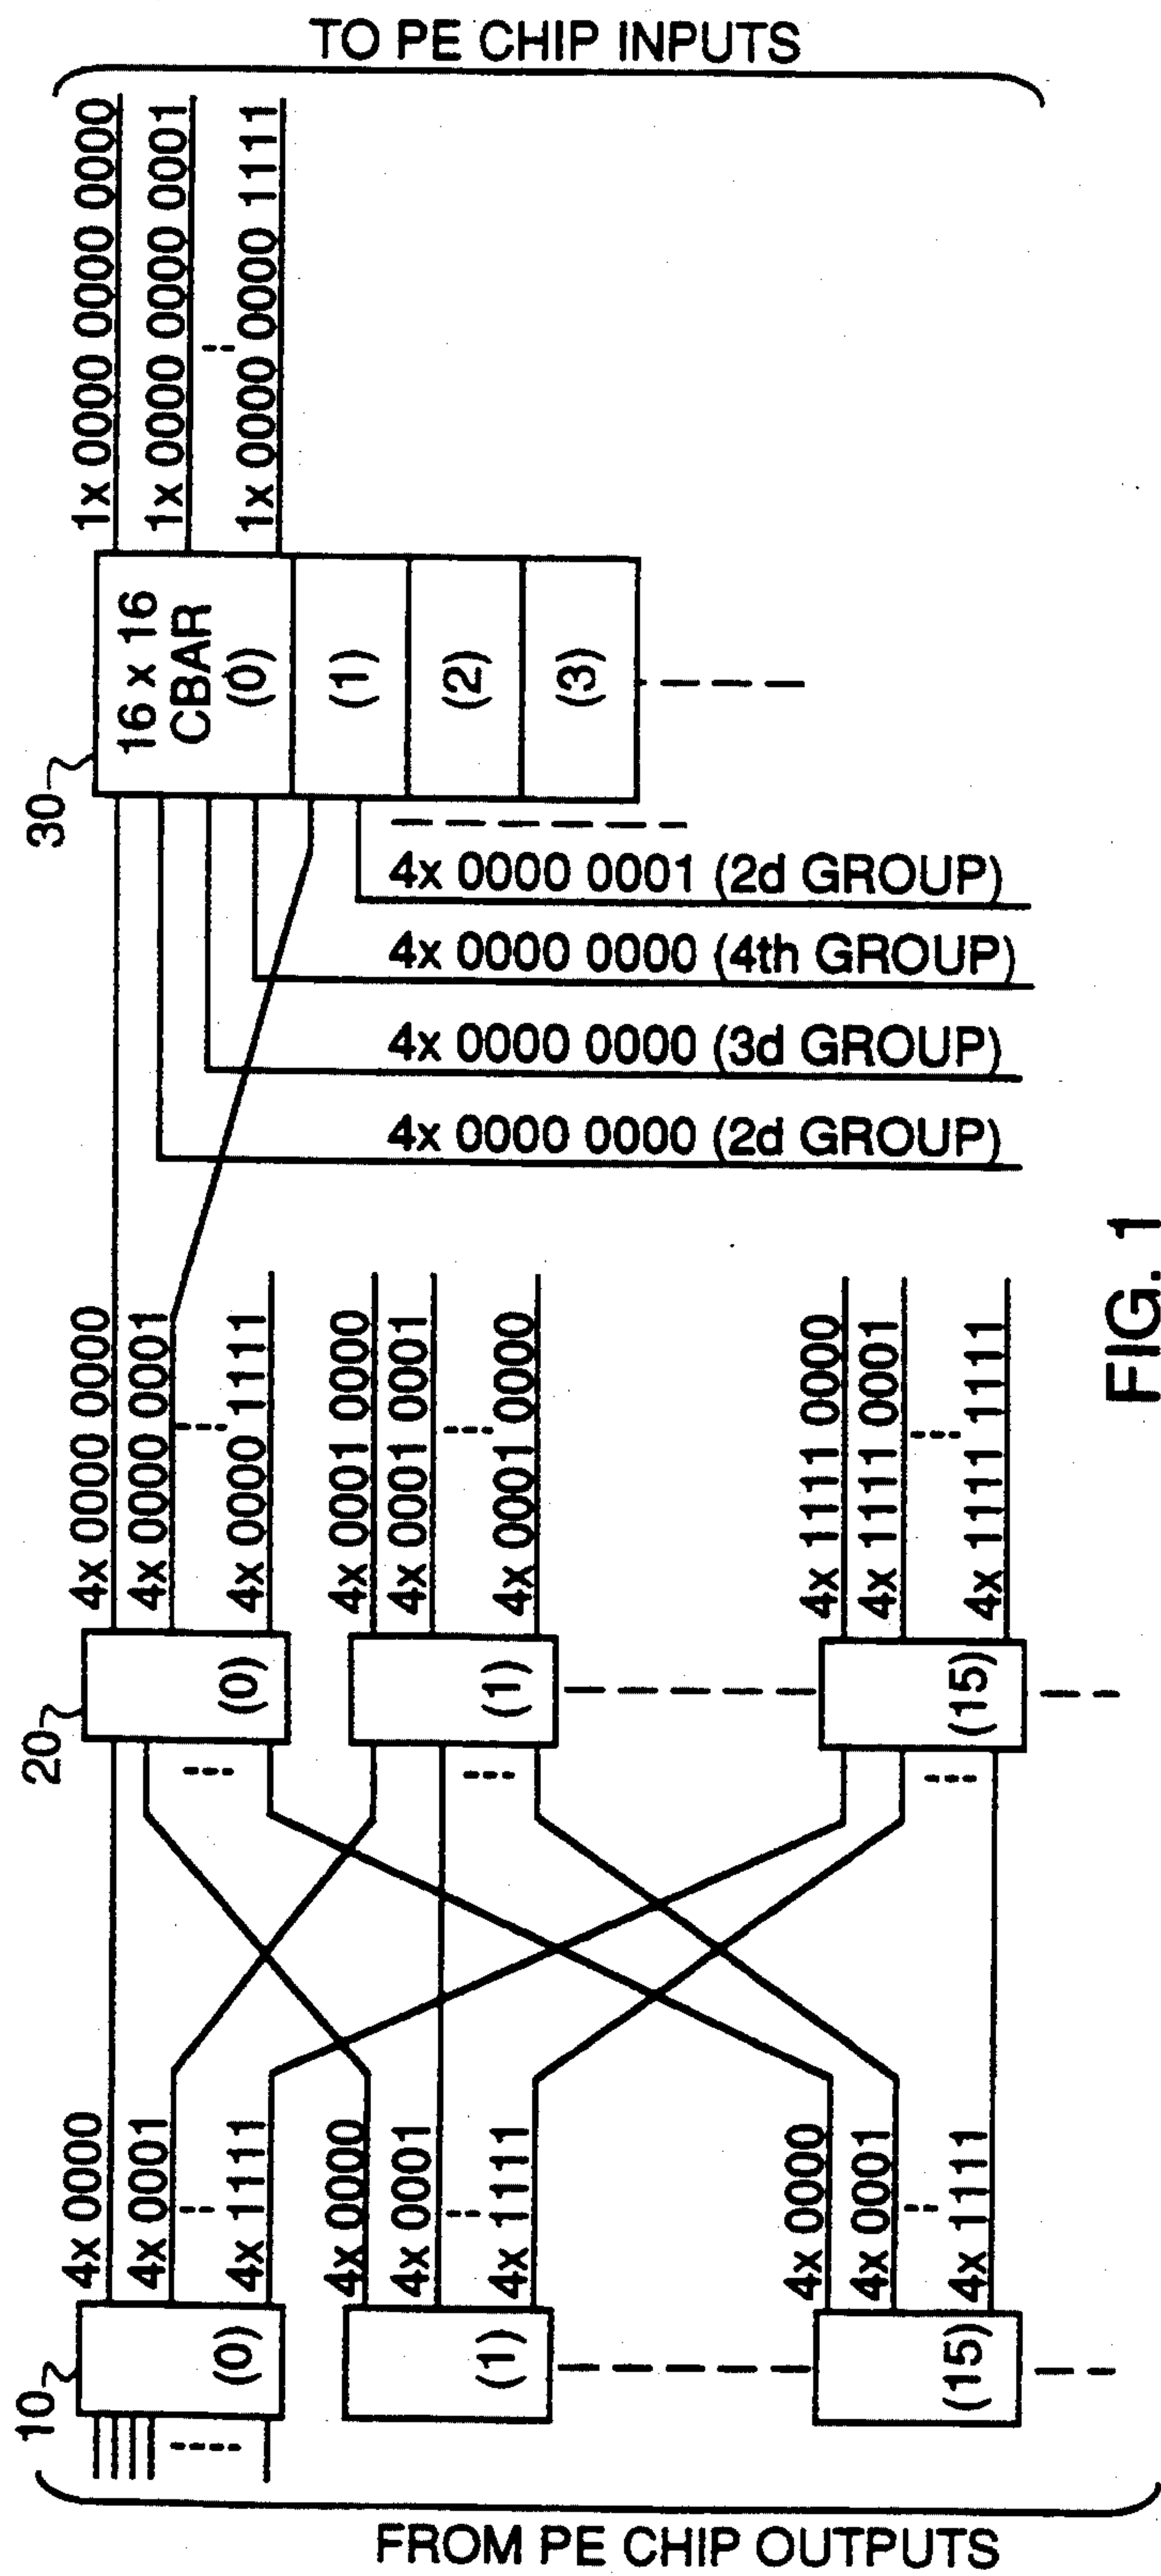 FROM PE CHIP OUTPUTS
10
(0)
4x 0000
4x 0001
4x 1111
(1)
4x 0000
4x 0001
4x 1111
(15)
4x 0000
4x 0001
4x 1111
20
(0)
4x 0000 0000
4x 0000 0001
4x 0000 1111
(1)
4x 0001 0000
4x 0001 0001
4x 0001 0000
(15)
4x 1111 0000
4x 1111 0001
4x 1111 1111
4x 0000 0000 (2d GROUP)
4x 0000 0000 (3d GROUP)
4x 0000 0000 (4th GROUP)
4x 0000 0001 (2d GROUP)
30
16 x 16
CBAR
(0)
(1)
(2)
(3)
1x 0000 0000 0000
1x 0000 0000 0001
1x 0000 0000 1111
TO PE CHIP INPUTS
FIG. 1